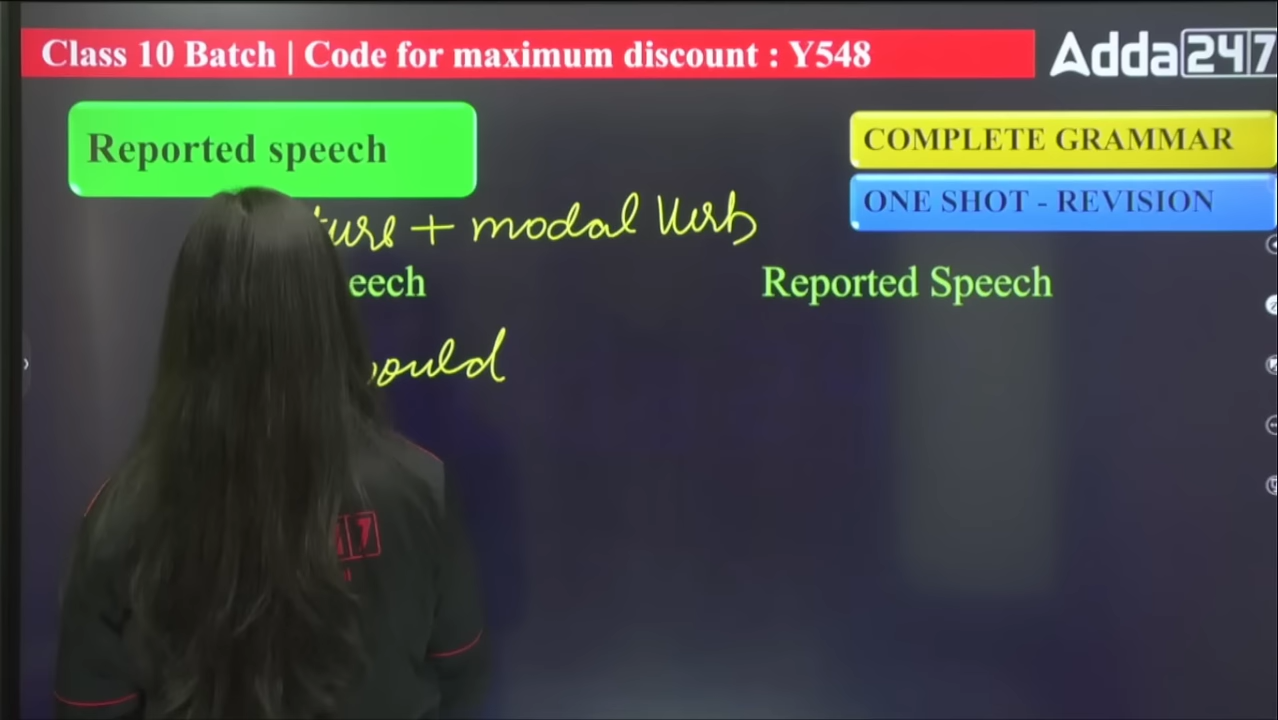 Class 10 Batch | Code for maximum discount : Y548
Adda247
Reported speech
COMPLETE GRAMMAR
ONE SHOT - REVISION
+ modal Verb
Reported Speech